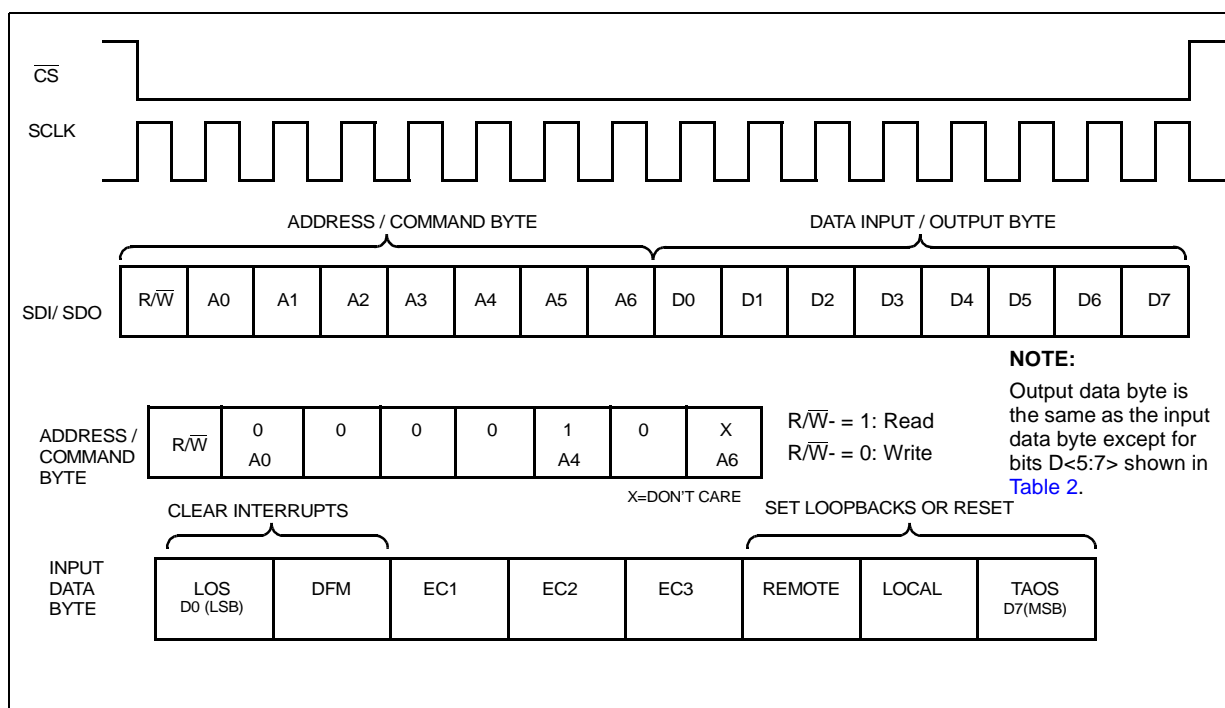 CS
SCLK
ADDRESS / COMMAND BYTE
DATA INPUT / OUTPUT BYTE
SDI/ SDO
R/W A0 A1 A2 A3 A4 A5 A6 D0 D1 D2 D3 D4 D5 D6 D7
NOTE:
Output data byte is
the same as the input
data byte except for
bits D<5:7> shown in
Table 2.
ADDRESS /
COMMAND
BYTE
R/W 0 0 0 0 1 0 X
A0 A4 A6
R/W- = 1: Read
R/W- = 0: Write
X=DON'T CARE
CLEAR INTERRUPTS
SET LOOPBACKS OR RESET
INPUT
DATA
BYTE
LOS DFM EC1 EC2 EC3 REMOTE LOCAL TAOS
D0 (LSB) D7(MSB)